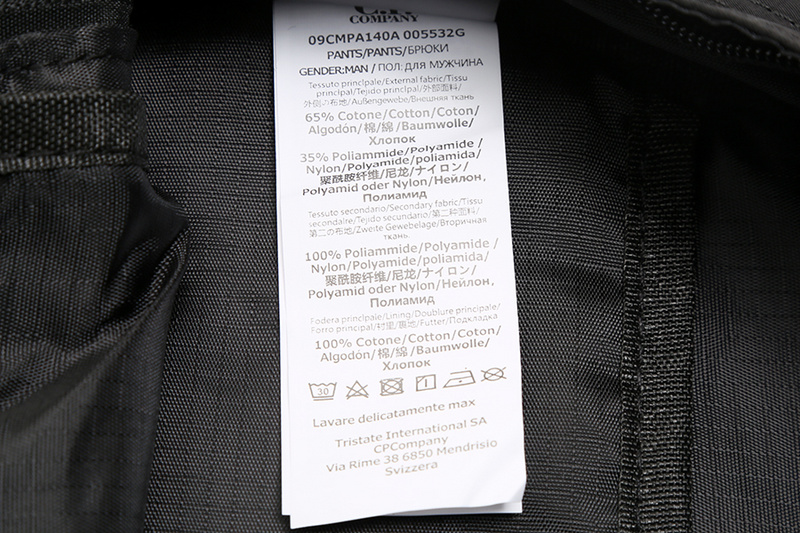 C.P.
COMPANY
09CMPA140A 005532G
PANTS/PANTS/БРЮКИ
GENDER:MAN / ПОЛ: ДЛЯ МУЖЧИНА
Tessuto principale/External fabric/Tissu
principal/Tejido principal/外部面料/
外側の布地/Außengewebe/Внешняя ткань
65% Cotone/Cotton/Coton/
Algodón/棉/綿/Baumwolle/
Хлопок
35% Poliammide/Polyamide/
Nylon/Polyamide/poliamida/
聚酰胺纤维/尼龙/ナイロン/
Polyamid oder Nylon/Нейлон,
Полиамид
Tessuto secondario/Secondary fabric/Tissu
secondaire/Tejido secundario/第二种面料/
第二の布地/Zweite Gewebelage/Вторичная
ткань
100% Poliammide/Polyamide /
Nylon/Polyamide/poliamida/
聚酰胺纤维/尼龙/ナイロン/
Polyamid oder Nylon/Нейлон,
Полиамид
Fodera principale/Lining/Doublure principale/
Forro principal/村里/裏地/Futter/Подкладка
100% Cotone/Cotton/Coton/
Algodón/棉/綿/Baumwolle/
Хлопок
30
Lavare delicatamente max
Tristate International SA
CPCompany
Via Rime 38 6850 Mendrisio
Svizzera